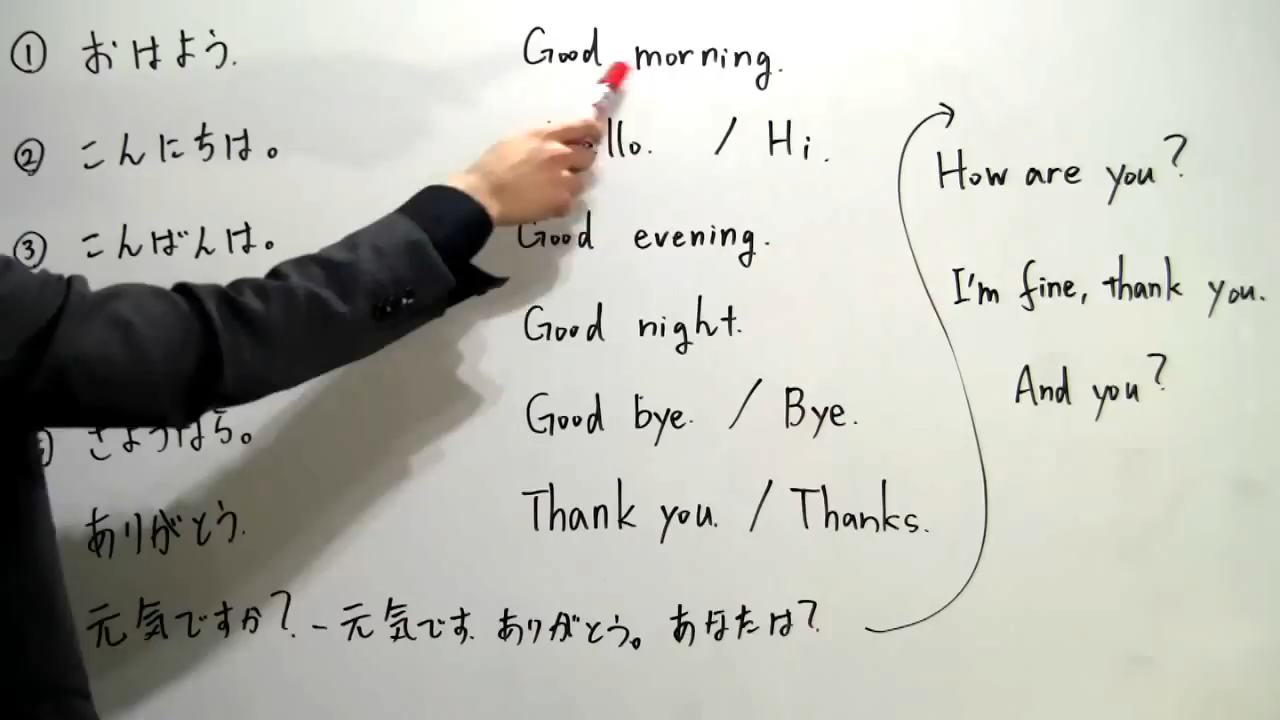 ① おはよう. Good morning.
② こんにちは。 llo. / Hi.
③ こんばんは。 Good evening.
Good night.
さようなら。 Good bye. / Bye.
ありがとう. Thank you. / Thanks.
元気ですか? - 元気です. ありがとう。 あなたは?
How are you?
I'm fine, thank you.
And you?